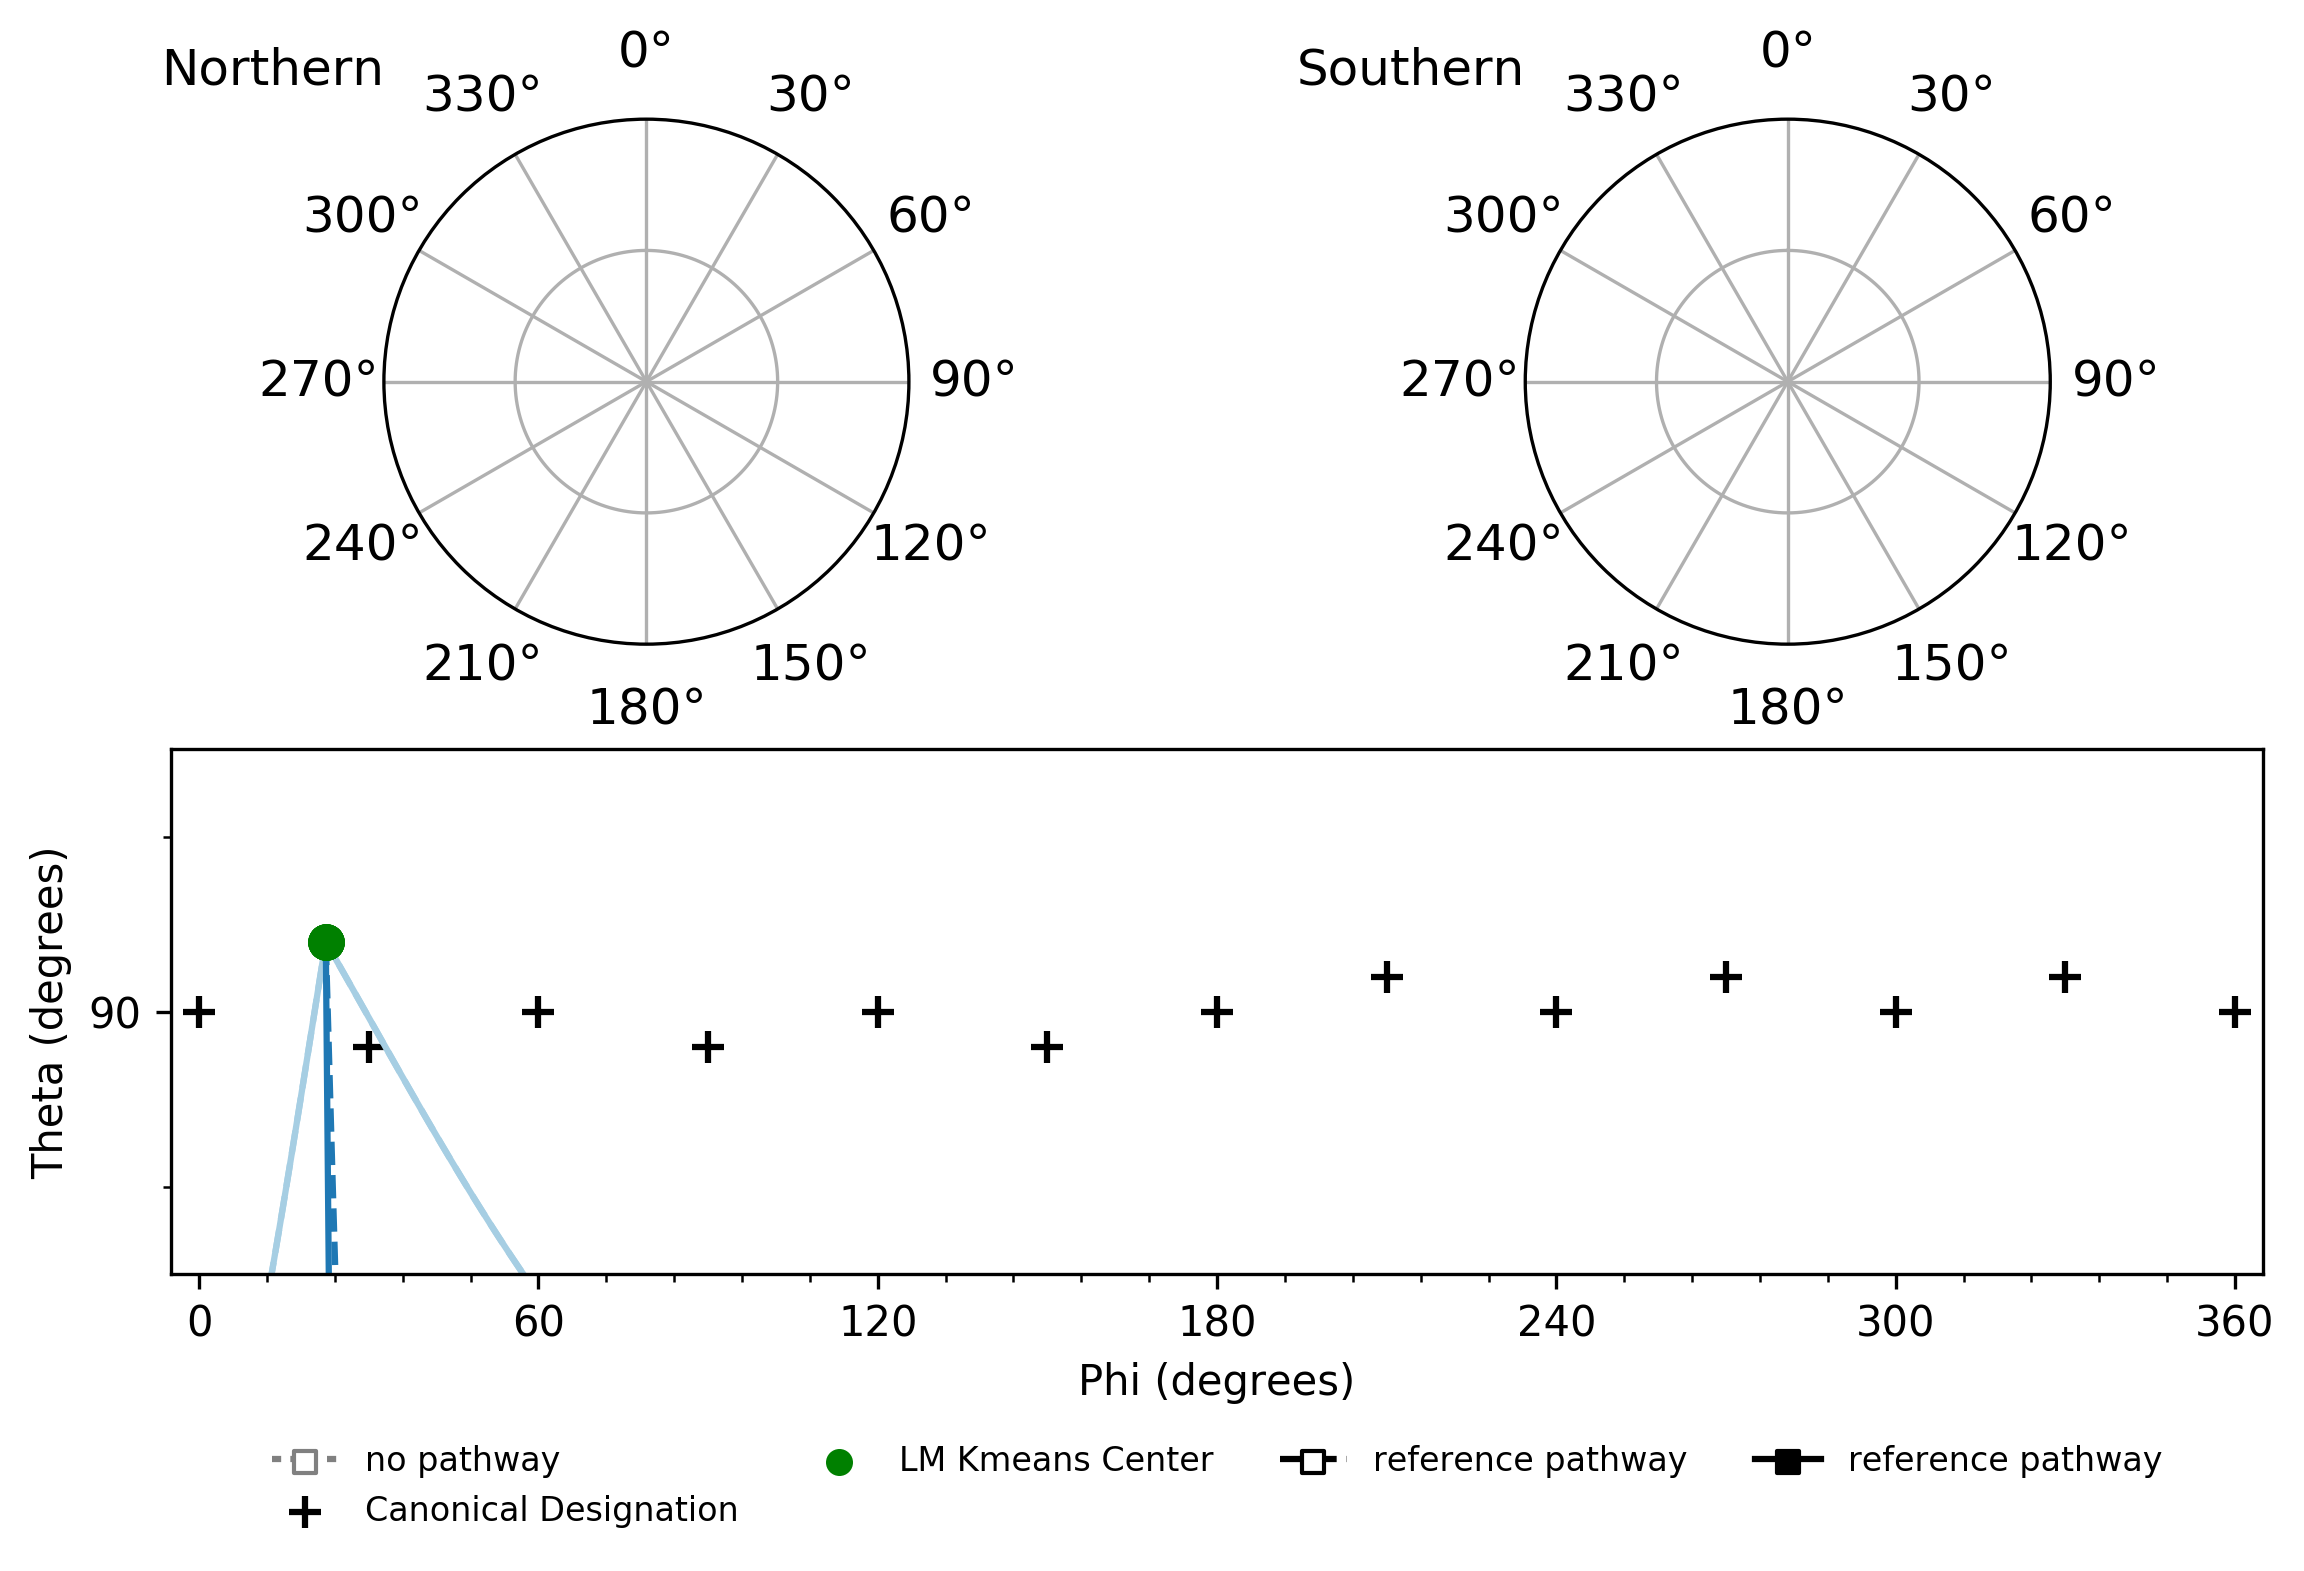 Northern
0°
330°
30°
300°
60°
270°
90°
240°
120°
210°
150°
180°
Southern
0°
330°
30°
300°
60°
270°
90°
240°
120°
210°
150°
180°
Theta (degrees)
90
0 60 120 180 240 300 360
Phi (degrees)
no pathway
Canonical Designation
LM Kmeans Center
reference pathway
reference pathway